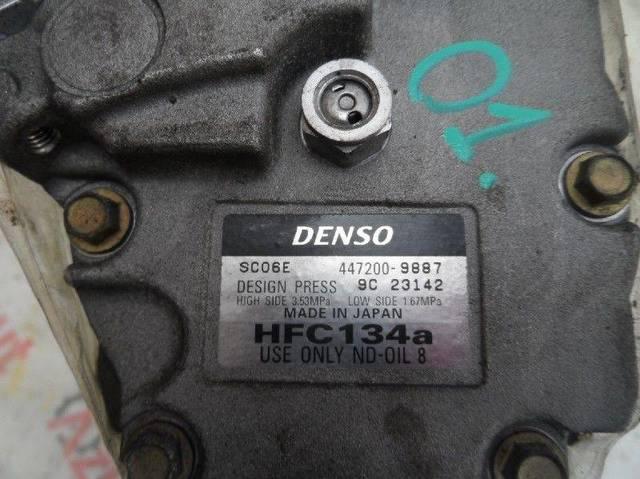 01.
DENSO
SC06E 447200-9887
DESIGN PRESS 9C 23142
HIGH SIDE 3.53MPa LOW SIDE 1.67MPa
MADE IN JAPAN
HFC134a
USE ONLY ND-OIL 8